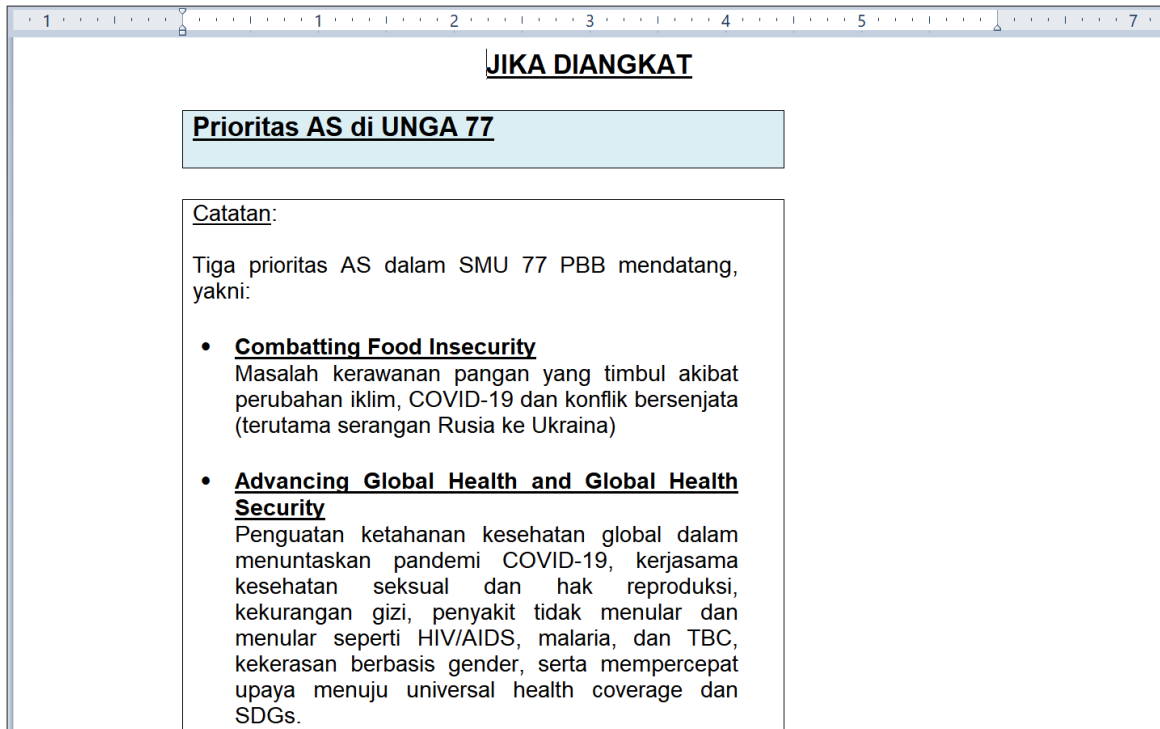 1 1 2 3 4 5 7
JIKA DIANGKAT
Prioritas AS di UNGA 77
Catatan:
Tiga prioritas AS dalam SMU 77 PBB mendatang,
yakni:
• Combatting Food Insecurity
Masalah kerawanan pangan yang timbul akibat
perubahan iklim, COVID-19 dan konflik bersenjata
(terutama serangan Rusia ke Ukraina)
• Advancing Global Health and Global Health
Security
Penguatan ketahanan kesehatan global dalam
menuntaskan pandemi COVID-19, kerjasama
kesehatan seksual dan hak reproduksi,
kekurangan gizi, penyakit tidak menular dan
menular seperti HIV/AIDS, malaria, dan TBC,
kekerasan berbasis gender, serta mempercepat
upaya menuju universal health coverage dan
SDGs.